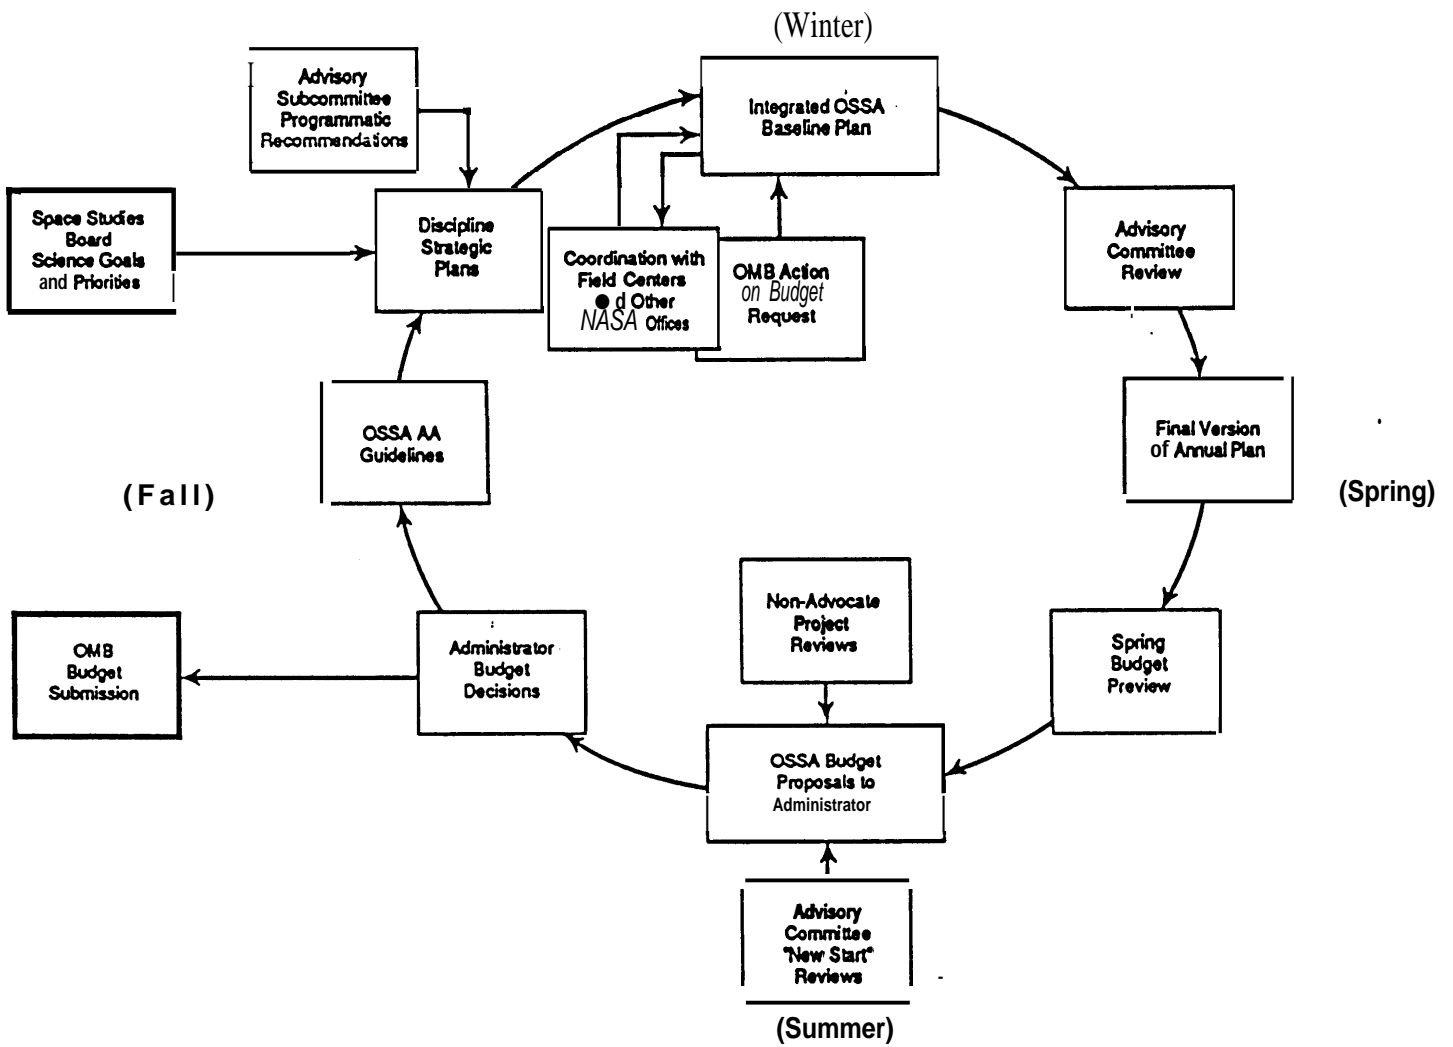 (Winter)
Advisory
Subcommittee
Programmatic
Recommendations
Integrated OSSA
Baseline Plan
Space Studies
Board
Science Goals
and Priorities
Discipline
Strategic
Plans
Coordination with
Field Centers
● d Other
NASA Offices
OMB Action
on Budget
Request
Advisory
Committee
Review
OSSA AA
Guidelines
Final Version
of Annual Plan
(Fall)
(Spring)
Non-Advocate
Project
Reviews
OMB
Budget
Submission
Administrator
Budget
Decisions
Spring
Budget
Preview
OSSA Budget
Proposals to
Administrator
Advisory
Committee
"New Start"
Reviews
(Summer)